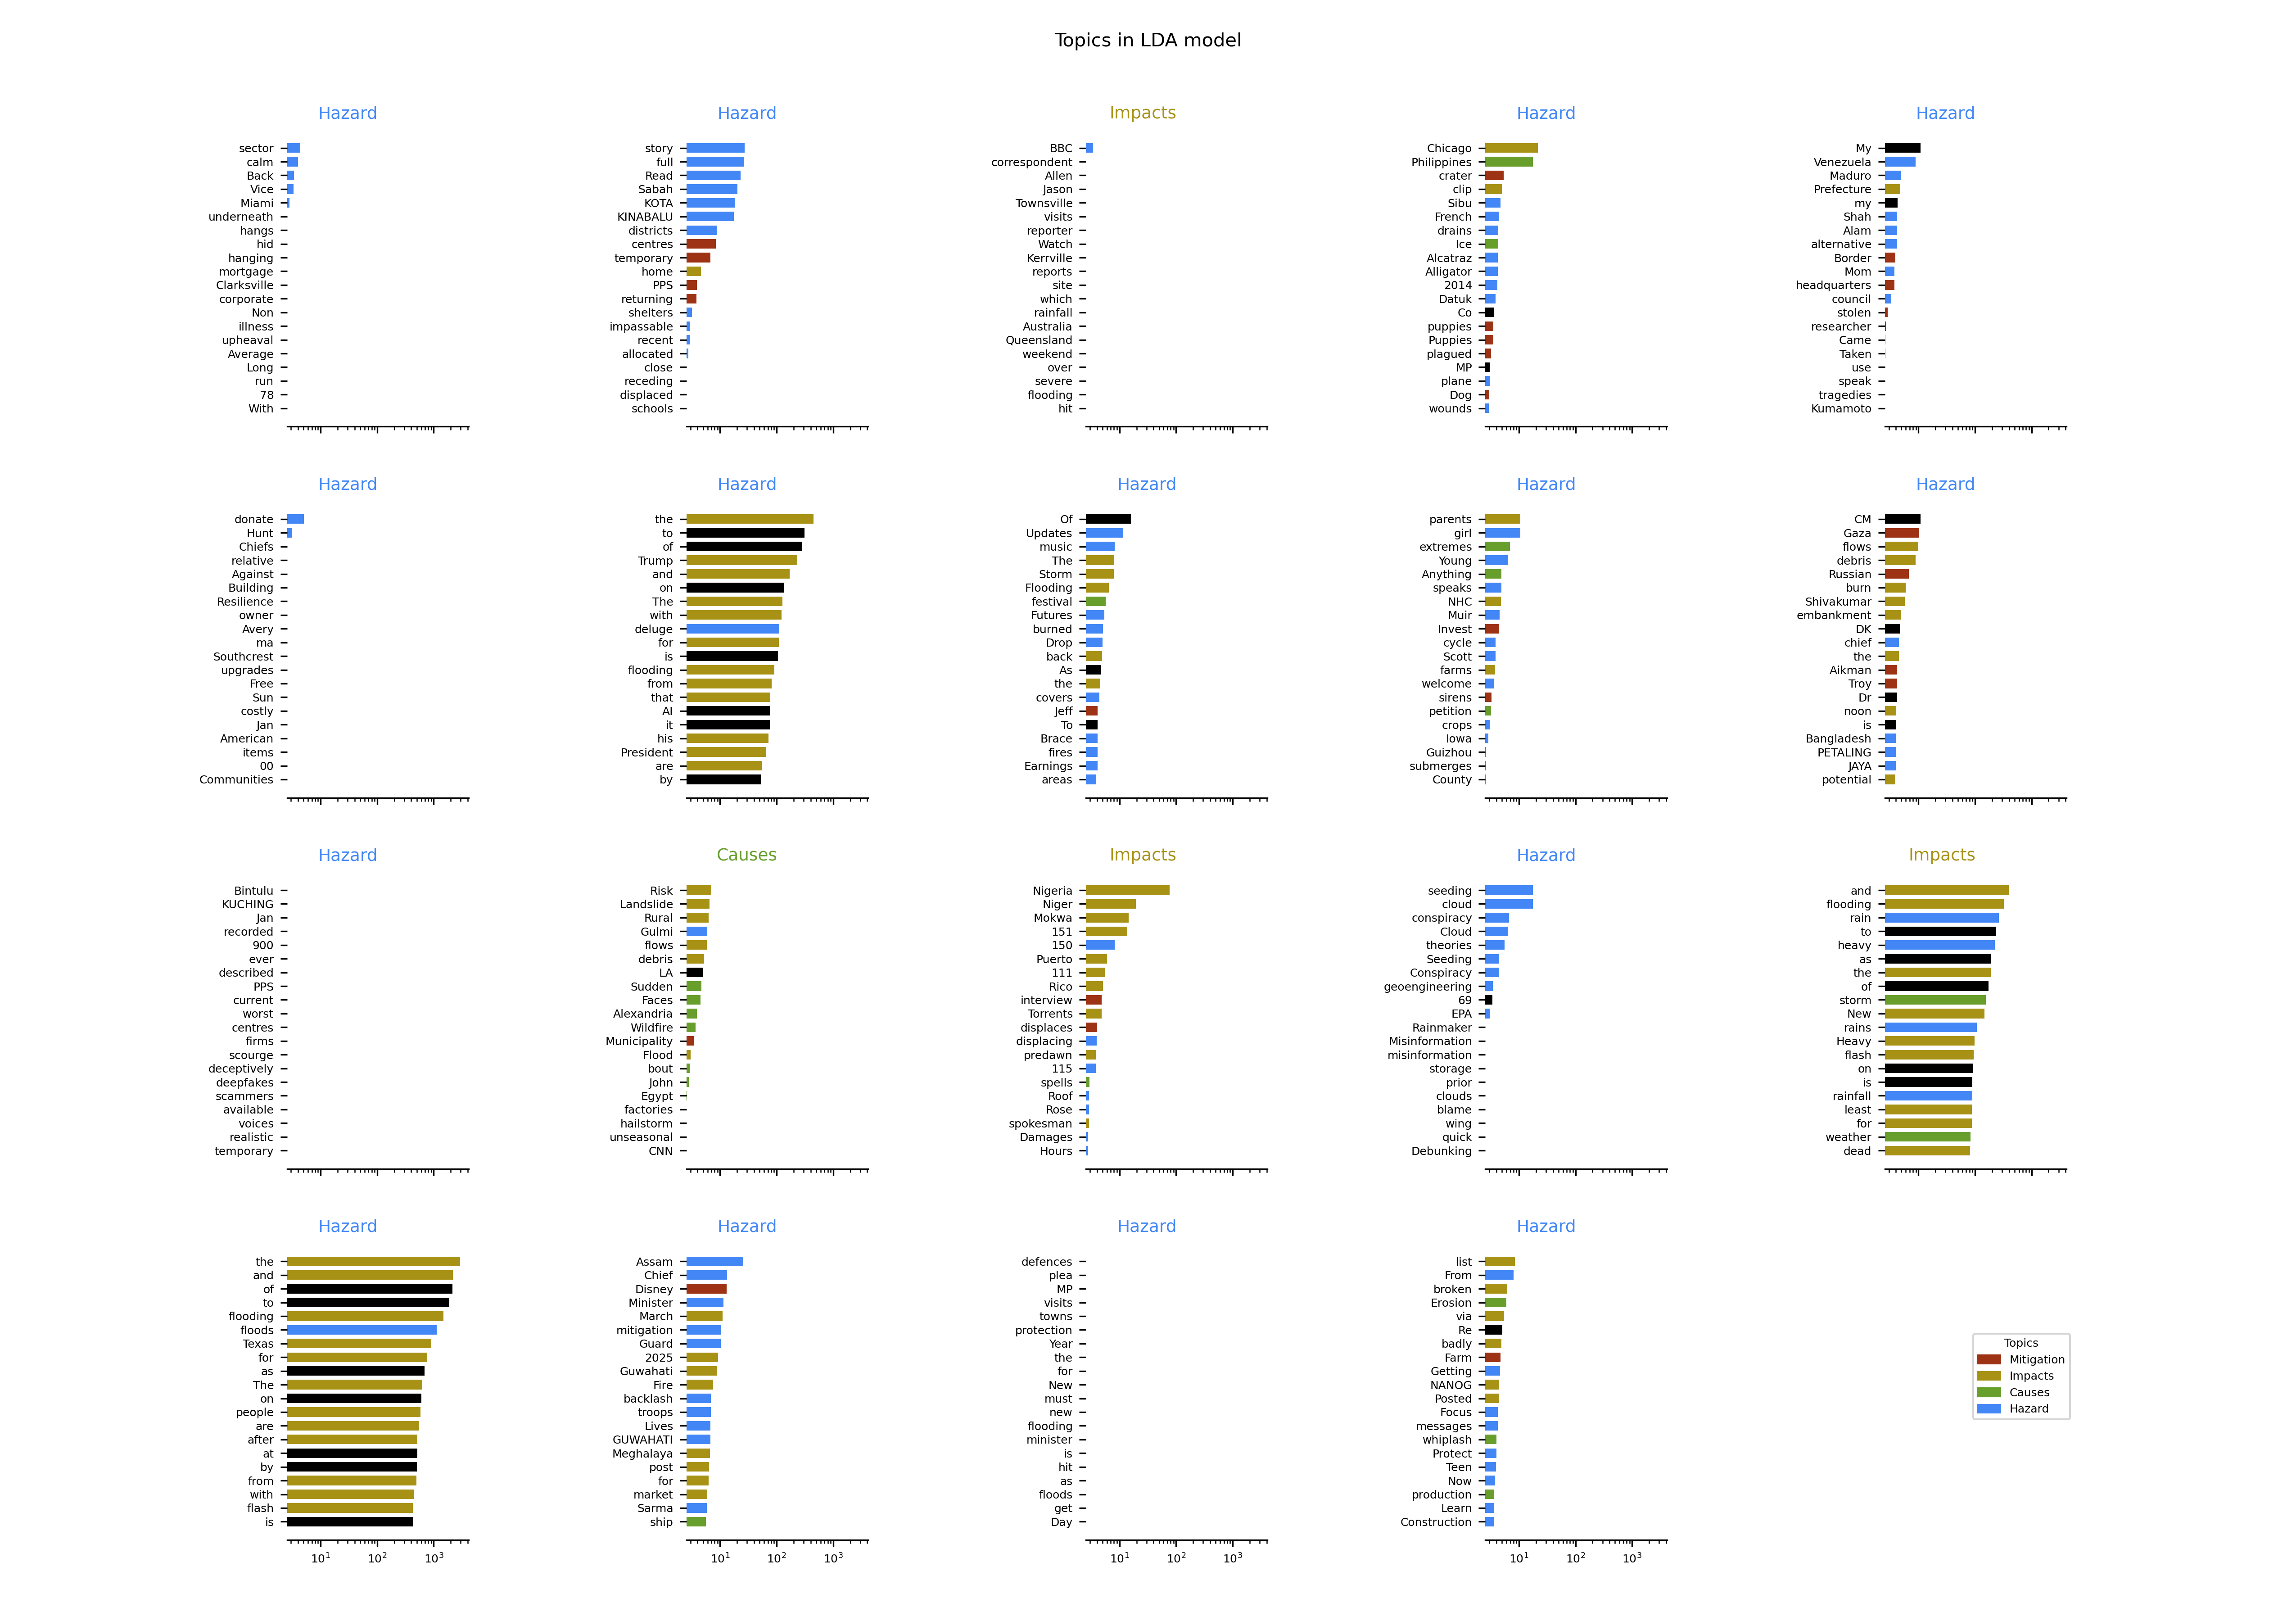 Topics in LDA model
Hazard
sector
calm
Back
Vice
Miami
underneath
hangs
hid
hanging
mortgage
Clarksville
corporate
Non
illness
upheaval
Average
Long
run
78
With
Hazard
story
full
Read
Sabah
KOTA
KINABALU
districts
centres
temporary
home
PPS
returning
shelters
impassable
recent
allocated
close
receding
displaced
schools
Impacts
BBC
correspondent
Allen
Jason
Townsville
visits
reporter
Watch
Kerrville
reports
site
which
rainfall
Australia
Queensland
weekend
over
severe
flooding
hit
Hazard
Chicago
Philippines
crater
clip
Sibu
French
drains
Ice
Alcatraz
Alligator
2014
Datuk
Co
puppies
Puppies
plagued
MP
plane
Dog
wounds
Hazard
My
Venezuela
Maduro
Prefecture
my
Shah
Alam
alternative
Border
Mom
headquarters
council
stolen
researcher
Came
Taken
use
speak
tragedies
Kumamoto
Hazard
donate
Hunt
Chiefs
relative
Against
Building
Resilience
owner
Avery
ma
Southcrest
upgrades
Free
Sun
costly
Jan
American
items
00
Communities
Hazard
the
to
of
Trump
and
on
The
with
deluge
for
is
flooding
from
that
AI
it
his
President
are
by
Hazard
Of
Updates
music
The
Storm
Flooding
festival
Futures
burned
Drop
back
As
the
covers
Jeff
To
Brace
fires
Earnings
areas
Hazard
parents
girl
extremes
Young
Anything
speaks
NHC
Muir
Invest
cycle
Scott
farms
welcome
sirens
petition
crops
Iowa
Guizhou
submerges
County
Hazard
CM
Gaza
flows
debris
Russian
burn
Shivakumar
embankment
DK
chief
the
Aikman
Troy
Dr
noon
is
Bangladesh
PETALING
JAYA
potential
Hazard
Bintulu
KUCHING
Jan
recorded
900
ever
described
PPS
current
worst
centres
firms
scourge
deceptively
deepfakes
scammers
available
voices
realistic
temporary
Causes
Risk
Landslide
Rural
Gulmi
flows
debris
LA
Sudden
Faces
Alexandria
Wildfire
Municipality
Flood
bout
John
Egypt
factories
hailstorm
unseasonal
CNN
Impacts
Nigeria
Niger
Mokwa
151
150
Puerto
111
Rico
interview
Torrents
displaces
displacing
predawn
115
spells
Roof
Rose
spokesman
Damages
Hours
Hazard
seeding
cloud
conspiracy
Cloud
theories
Seeding
Conspiracy
geoengineering
69
EPA
Rainmaker
Misinformation
misinformation
storage
prior
clouds
blame
wing
quick
Debunking
Impacts
and
flooding
rain
to
heavy
as
the
of
storm
New
rains
Heavy
flash
on
is
rainfall
least
for
weather
dead
Hazard
the
and
of
to
flooding
floods
Texas
for
as
The
on
people
are
after
at
by
from
with
flash
is
10¹ 10² 10³
Hazard
Assam
Chief
Disney
Minister
March
mitigation
Guard
2025
Guwahati
Fire
backlash
troops
Lives
GUWAHATI
Meghalaya
post
for
market
Sarma
ship
10¹ 10² 10³
Hazard
defences
plea
MP
visits
towns
protection
Year
the
for
New
must
new
flooding
minister
is
hit
as
floods
get
Day
10¹ 10² 10³
Hazard
list
From
broken
Erosion
via
Re
badly
Farm
Getting
NANOG
Posted
Focus
messages
whiplash
Protect
Teen
Now
production
Learn
Construction
10¹ 10² 10³
Topics
Mitigation
Impacts
Causes
Hazard